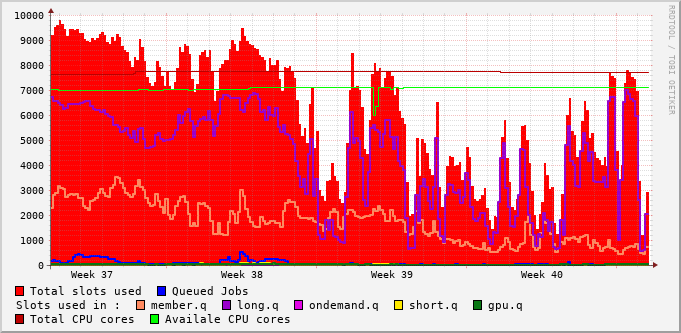 RRDTOOL / TOBI OETIKER
10000
9000
8000
7000
6000
5000
4000
3000
2000
1000
0
Week 37 Week 38 Week 39 Week 40
Total slots used Queued Jobs
Slots used in : member.q long.q ondemand.q short.q gpu.q
Total CPU cores Availale CPU cores